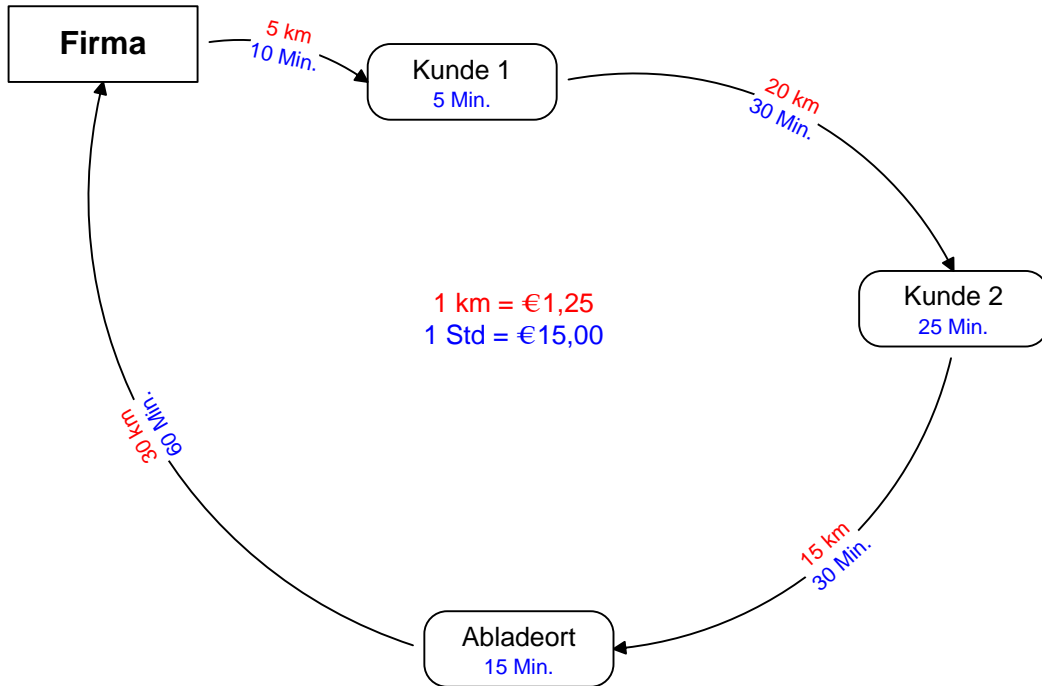 Firma
5 km
10 Min.
Kunde 1
5 Min.
20 km
30 Min.
Kunde 2
25 Min.
1 km = €1,25
1 Std = €15,00
15 km
30 Min.
Abladeort
15 Min.
30 km
60 Min.